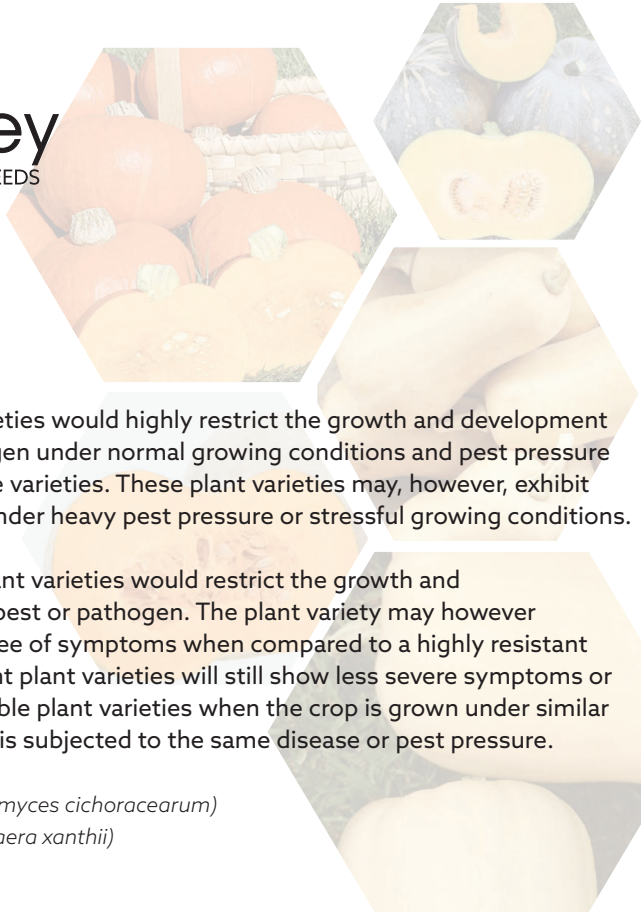 ey
EEDS
eties would highly restrict the growth and development
gen under normal growing conditions and pest pressure
e varieties. These plant varieties may, however, exhibit
nder heavy pest pressure or stressful growing conditions.
ant varieties would restrict the growth and
pest or pathogen. The plant variety may however
ee of symptoms when compared to a highly resistant
nt plant varieties will still show less severe symptoms or
ble plant varieties when the crop is grown under similar
is subjected to the same disease or pest pressure.
myces cichoracearum)
aera xanthii)